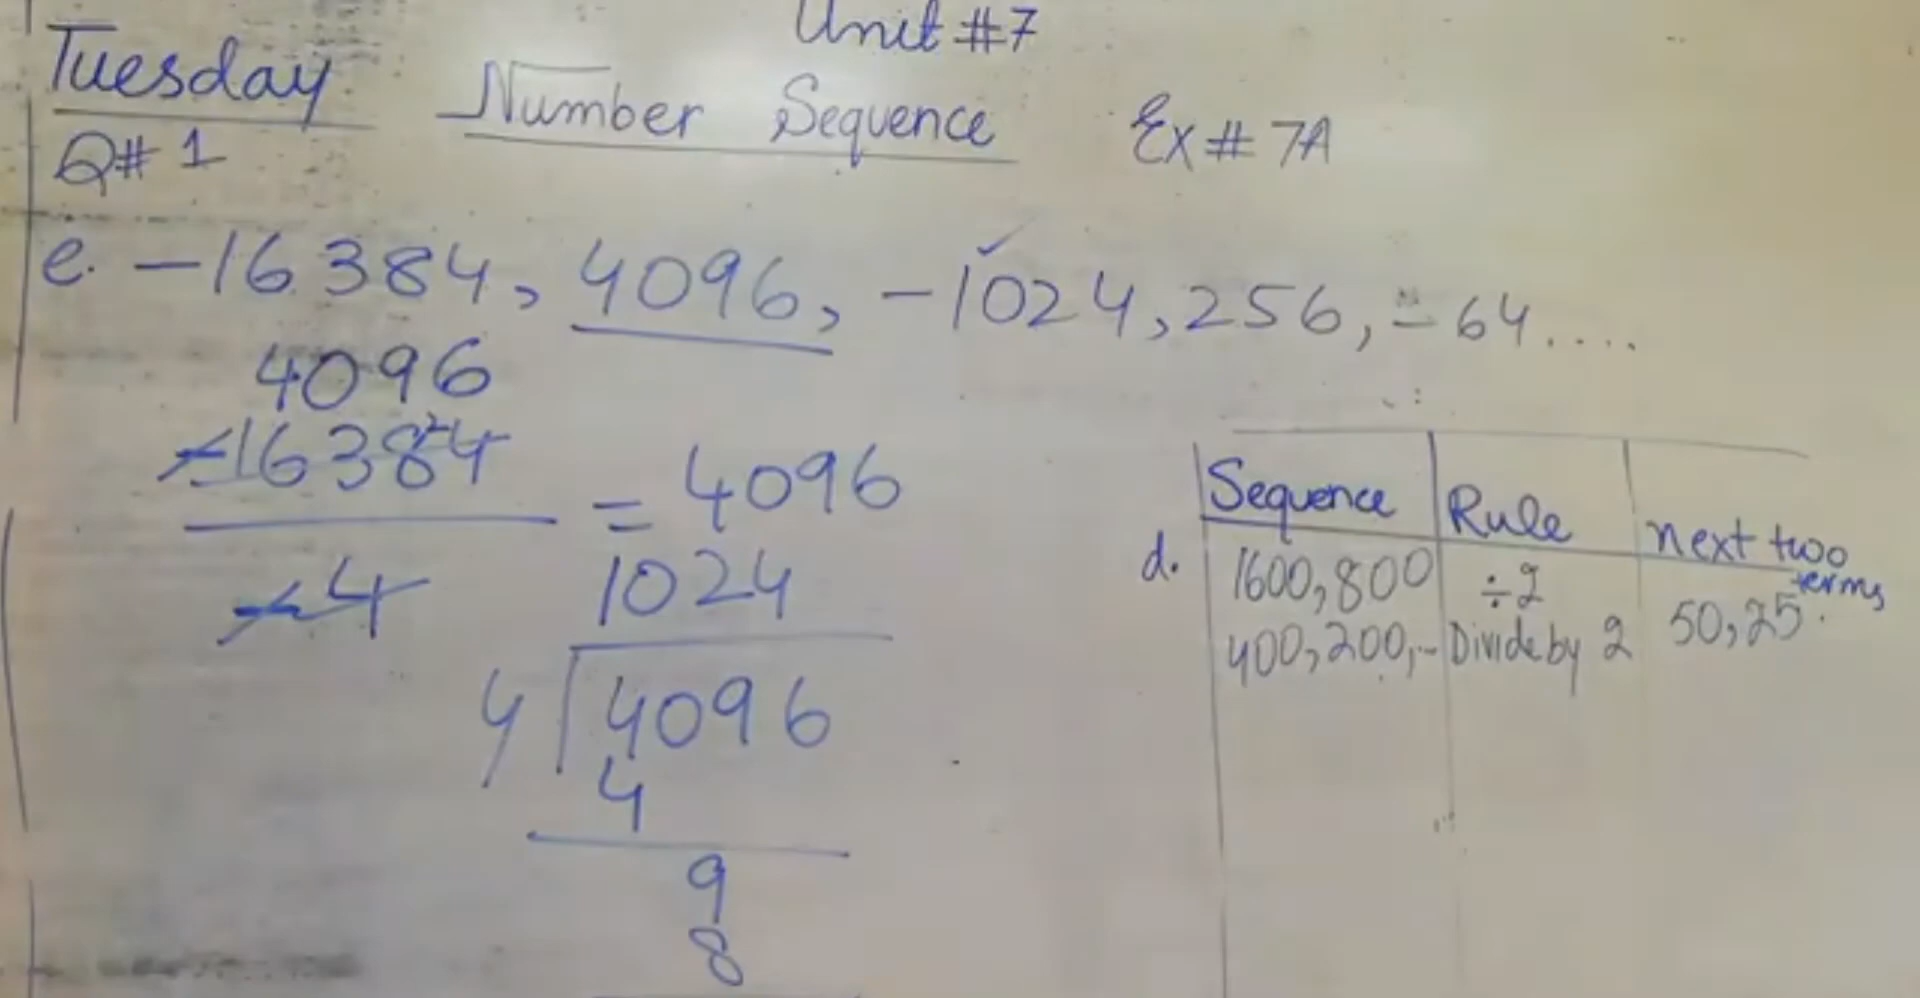 Unit #7
Tuesday
Number Sequence Ex # 7A
Q# 1
e. -16384, 4096, -1024, 256, -64....
4096
-16384
-4
= 4096
1024
4 4096
4
9
8
Sequence Rule next two terms
d. 1600, 800 ÷2
400, 200,-- Divide by 2 50, 25.